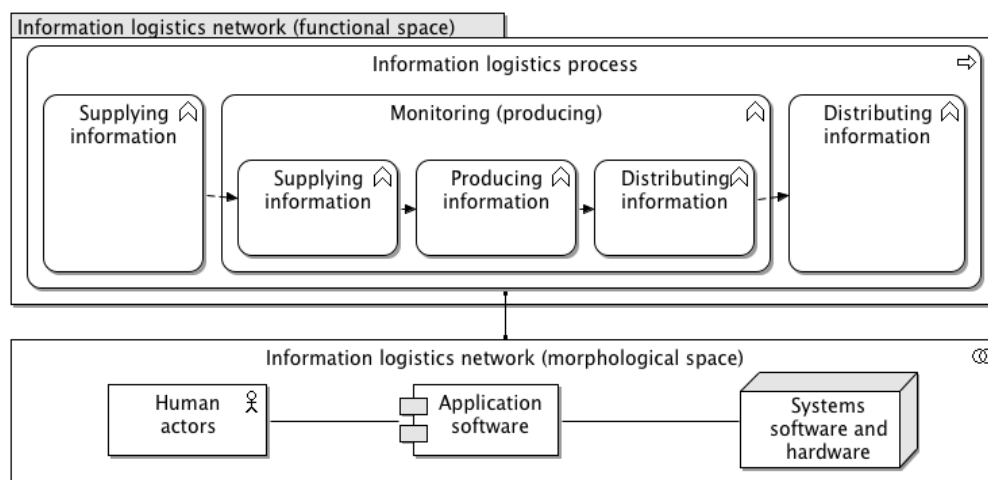 Information logistics network (functional space)
Information logistics process
Supplying
information
Monitoring (producing)
Supplying
information
Producing
information
Distributing
information
Distributing
information
Information logistics network (morphological space)
Human
actors
Application
software
Systems
software and
hardware